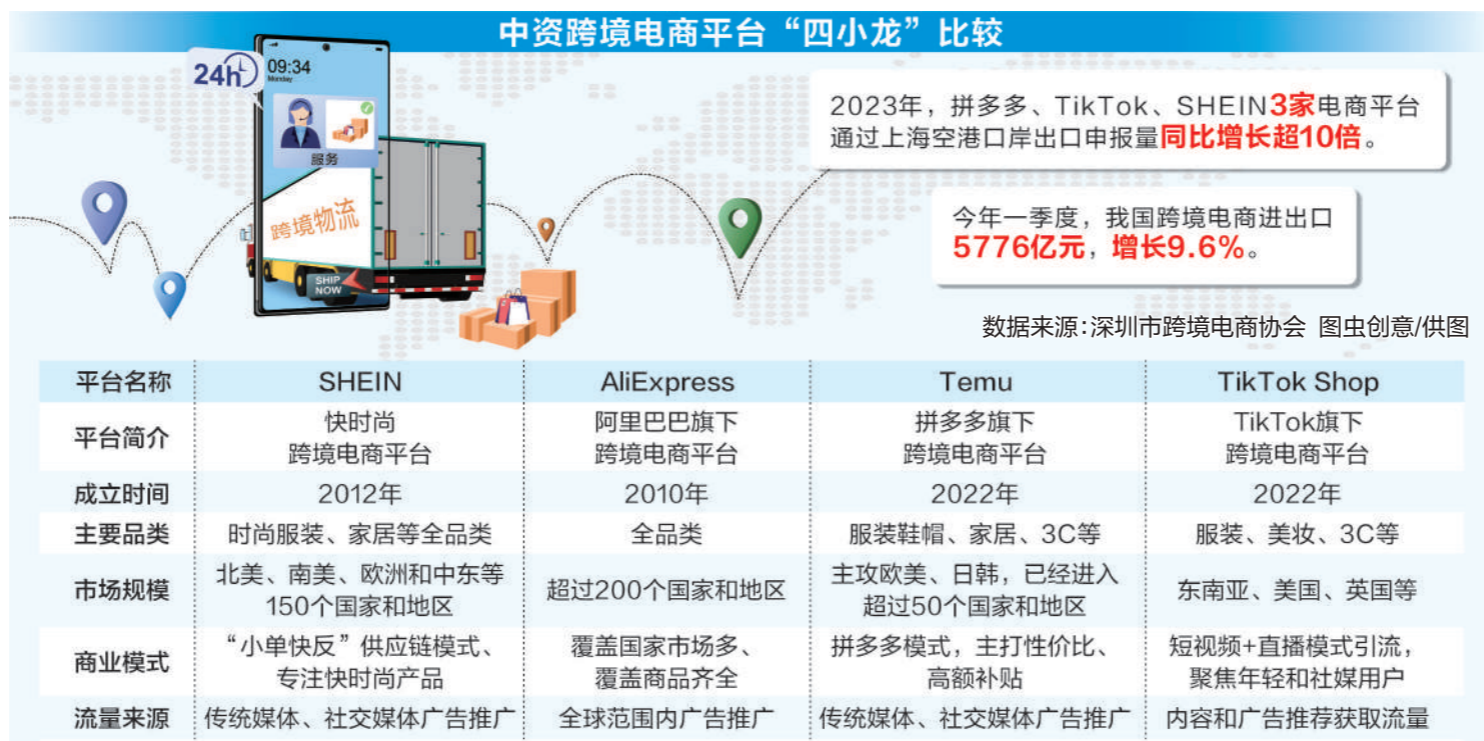 中资跨境电商平台“四小龙”比较
24h
09:34
Monday
服务
跨境物流
SHIP
NOW
2023年，拼多多、TikTok、SHEIN3家电商平台
通过上海空港口岸出口申报量同比增长超10倍。
今年一季度，我国跨境电商进出口
5776亿元，增长9.6%。
数据来源：深圳市跨境电商协会 图虫创意/供图
平台名称 SHEIN AliExpress Temu TikTok Shop
平台简介 快时尚 跨境电商平台 阿里巴巴旗下 跨境电商平台 拼多多旗下 跨境电商平台 TikTok旗下 跨境电商平台
成立时间 2012年 2010年 2022年 2022年
主要品类 时尚服装、家居等全品类 全品类 服装鞋帽、家居、3C等 服装、美妆、3C等
市场规模 北美、南美、欧洲和中东等 150个国家和地区 超过200个国家和地区 主攻欧美、日韩，已经进入 超过50个国家和地区 东南亚、美国、英国等
商业模式 “小单快反”供应链模式、 专注快时尚产品 覆盖国家市场多、 覆盖商品齐全 拼多多模式，主打性价比、 高额补贴 短视频+直播模式引流， 聚焦年轻和社媒用户
流量来源 传统媒体、社交媒体广告推广 全球范围内广告推广 传统媒体、社交媒体广告推广 内容和广告推荐获取流量